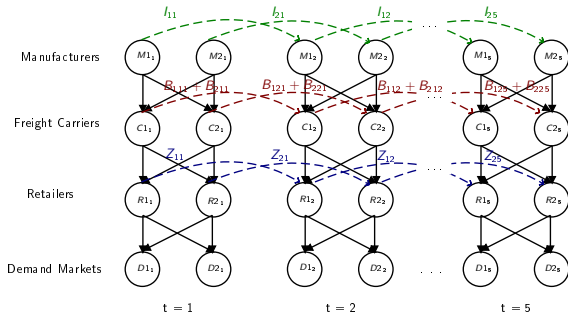 I₁₁ I₂₁ I₁₂ . . . I₂₅
Manufacturers M1₁ M2₁ M1₂ M2₂ M1₅ M2₅
B₁₁₁ + B₂₁₁ B₁₂₁ + B₂₂₁ B₁₁₂ + B₂₁₂ . . . B₁₂₅ + B₂₂₅
Freight Carriers C1₁ C2₁ C1₂ C2₂ C1₅ C2₅
Z₁₁ Z₂₁ Z₁₂ . . . Z₂₅
Retailers R1₁ R2₁ R1₂ R2₂ R1₅ R2₅
Demand Markets D1₁ D2₁ D1₂ D2₂ . . . D1₅ D2₅
t = 1 t = 2 t = 5